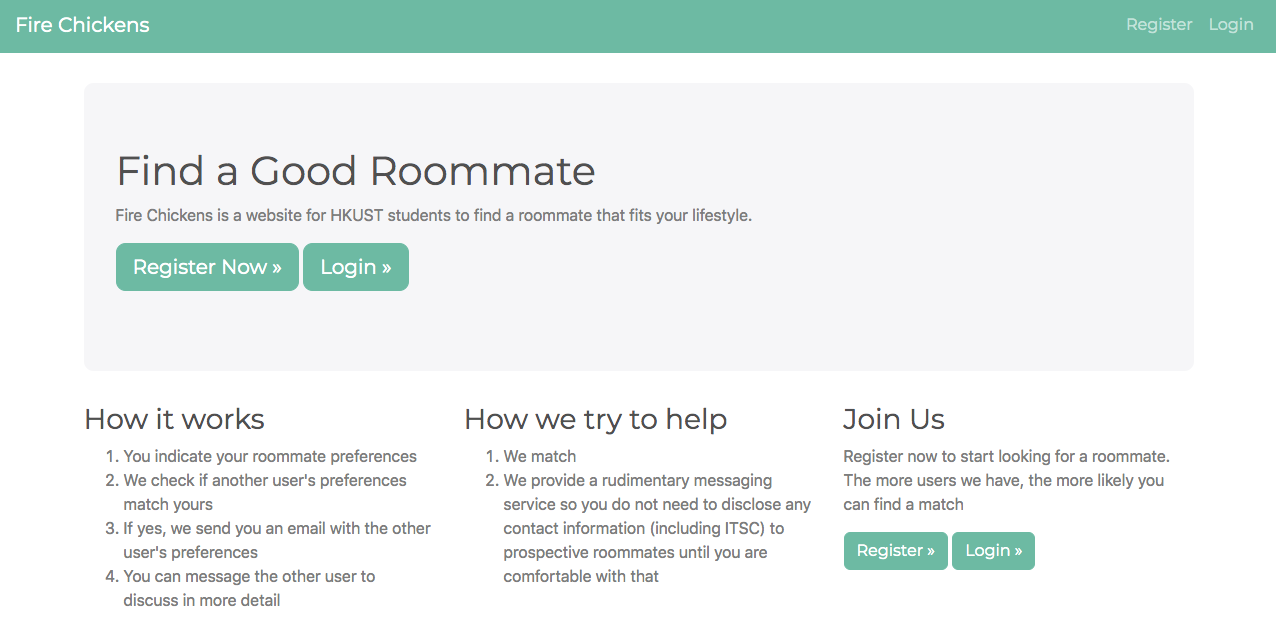 Fire Chickens
Register Login
Find a Good Roommate
Fire Chickens is a website for HKUST students to find a roommate that fits your lifestyle.
Register Now » Login »
How it works
1. You indicate your roommate preferences
2. We check if another user's preferences
match yours
3. If yes, we send you an email with the other
user's preferences
4. You can message the other user to
discuss in more detail
How we try to help
1. We match
2. We provide a rudimentary messaging
service so you do not need to disclose any
contact information (including ITSC) to
prospective roommates until you are
comfortable with that
Join Us
Register now to start looking for a roommate.
The more users we have, the more likely you
can find a match
Register » Login »